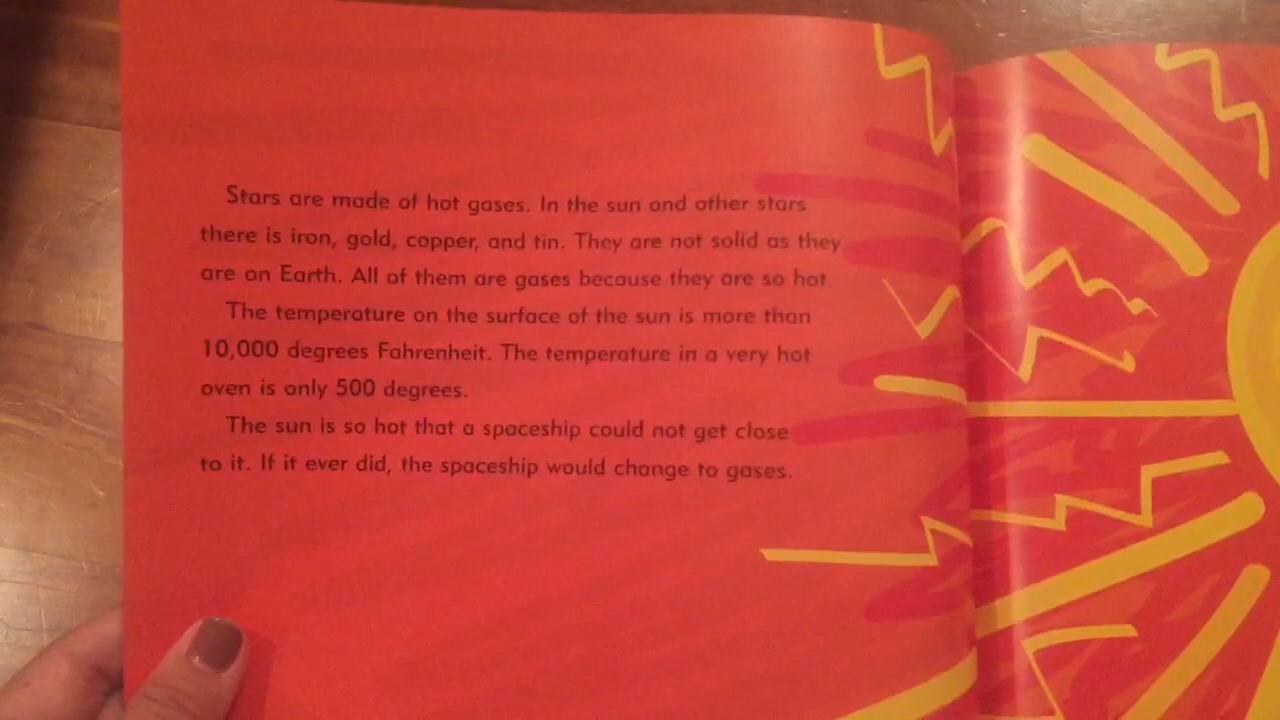 Stars are made of hot gases. In the sun and other stars
there is iron, gold, copper, and tin. They are not solid as they
are on Earth. All of them are gases because they are so hot.
The temperature on the surface of the sun is more than
10,000 degrees Fahrenheit. The temperature in a very hot
oven is only 500 degrees.
The sun is so hot that a spaceship could not get close
to it. If it ever did, the spaceship would change to gases.